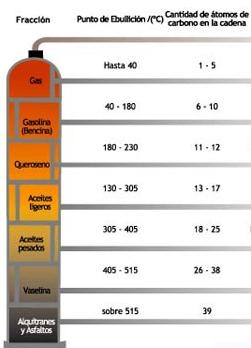 Fracción Punto de Ebullición /(ºC) Cantidad de átomos de carbono en la cadena
Gas Hasta 40 1 - 5
Gasolina (Bencina) 40 - 180 6 - 10
Queroseno 180 - 230 11 - 12
Aceites ligeros 130 - 305 13 - 17
Aceites pesados 305 - 405 18 - 25
Vaselina 405 - 515 26 - 38
Alquitranes y Asfaltos sobre 515 39